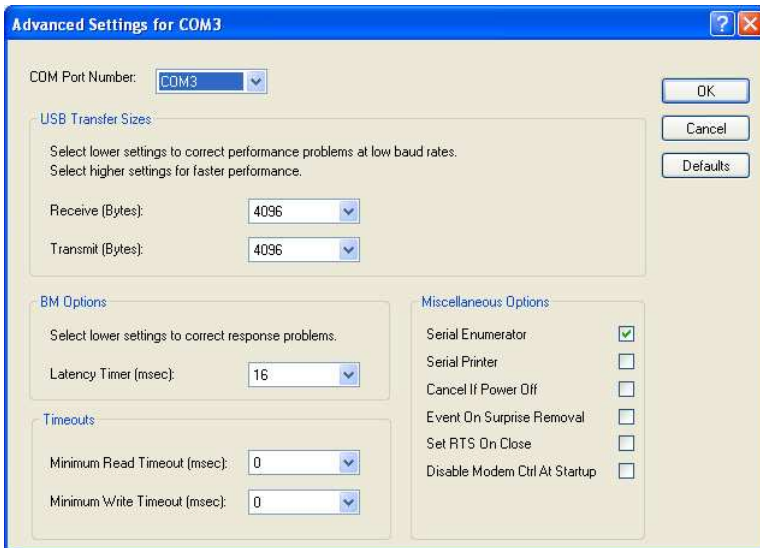 Advanced Settings for COM3
COM Port Number: COM3
OK
Cancel
Defaults
USB Transfer Sizes
Select lower settings to correct performance problems at low baud rates.
Select higher settings for faster performance.
Receive (Bytes): 4096
Transmit (Bytes): 4096
BM Options
Select lower settings to correct response problems.
Latency Timer (msec): 16
Timeouts
Minimum Read Timeout (msec): 0
Minimum Write Timeout (msec): 0
Miscellaneous Options
Serial Enumerator
Serial Printer
Cancel If Power Off
Event On Surprise Removal
Set RTS On Close
Disable Modem Ctrl At Startup